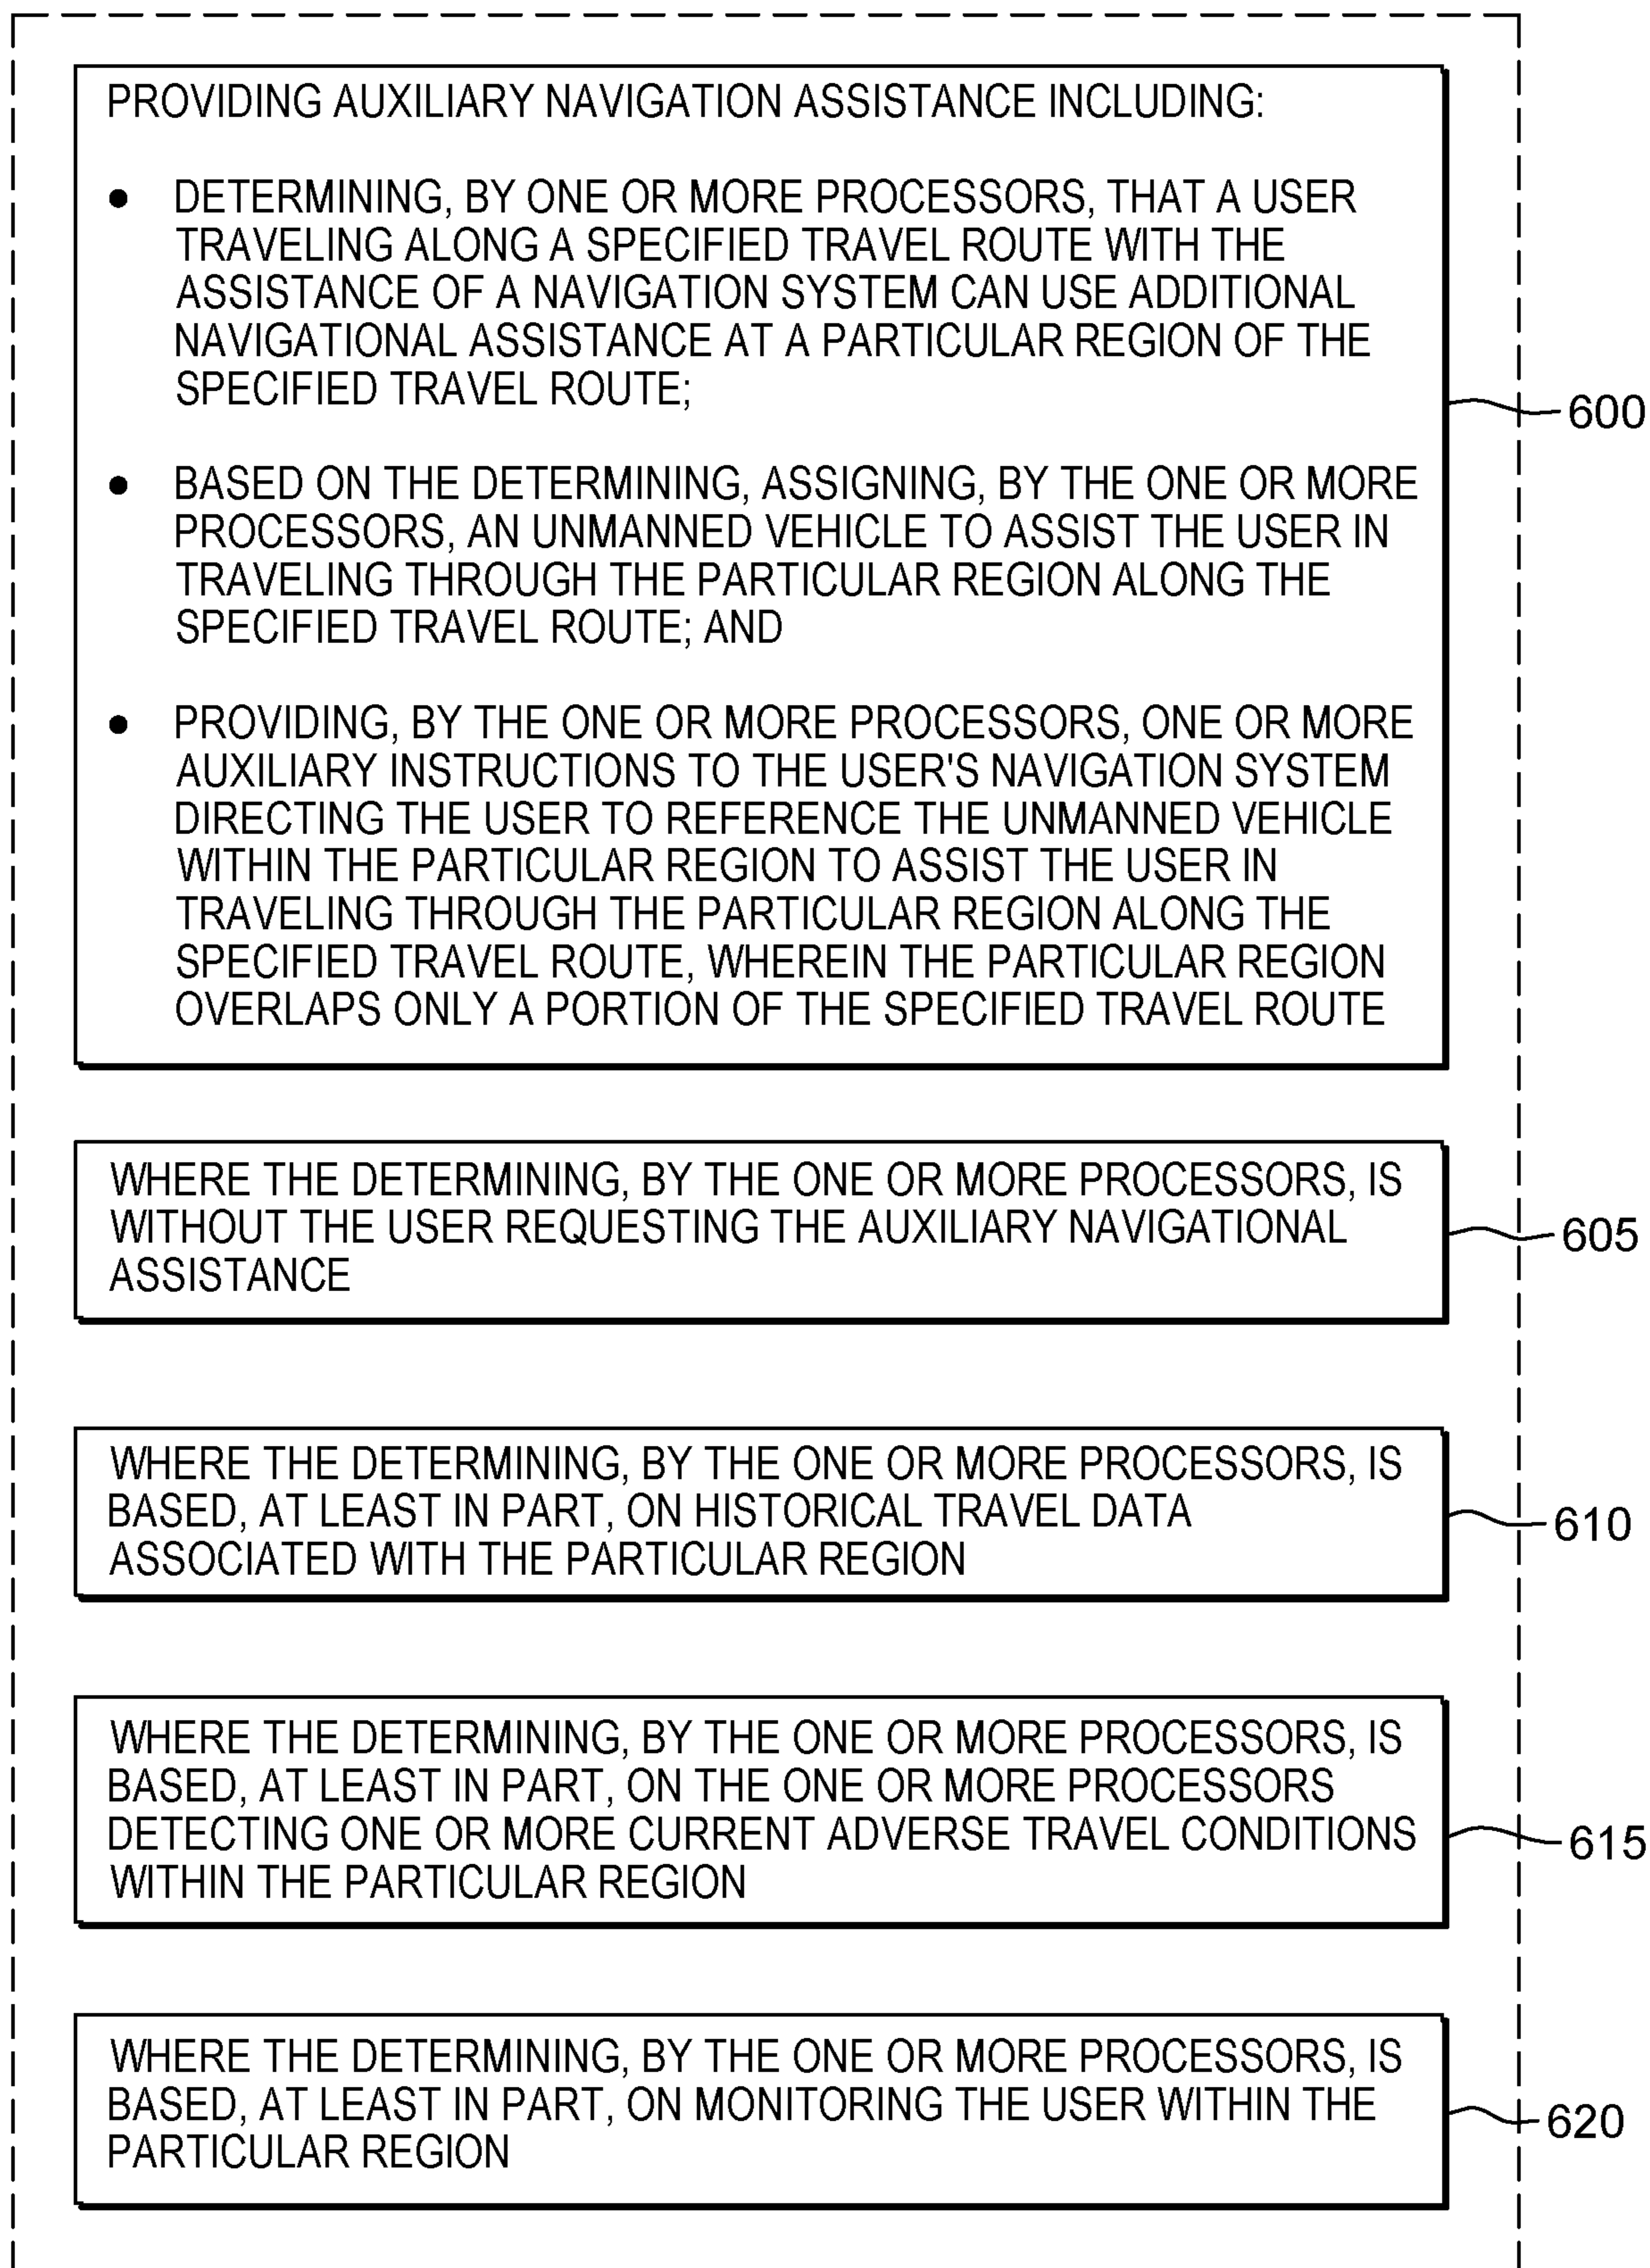 PROVIDING AUXILIARY NAVIGATION ASSISTANCE INCLUDING:
● DETERMINING, BY ONE OR MORE PROCESSORS, THAT A USER
TRAVELING ALONG A SPECIFIED TRAVEL ROUTE WITH THE
ASSISTANCE OF A NAVIGATION SYSTEM CAN USE ADDITIONAL
NAVIGATIONAL ASSISTANCE AT A PARTICULAR REGION OF THE
SPECIFIED TRAVEL ROUTE;
600
● BASED ON THE DETERMINING, ASSIGNING, BY THE ONE OR MORE
PROCESSORS, AN UNMANNED VEHICLE TO ASSIST THE USER IN
TRAVELING THROUGH THE PARTICULAR REGION ALONG THE
SPECIFIED TRAVEL ROUTE; AND
● PROVIDING, BY THE ONE OR MORE PROCESSORS, ONE OR MORE
AUXILIARY INSTRUCTIONS TO THE USER'S NAVIGATION SYSTEM
DIRECTING THE USER TO REFERENCE THE UNMANNED VEHICLE
WITHIN THE PARTICULAR REGION TO ASSIST THE USER IN
TRAVELING THROUGH THE PARTICULAR REGION ALONG THE
SPECIFIED TRAVEL ROUTE, WHEREIN THE PARTICULAR REGION
OVERLAPS ONLY A PORTION OF THE SPECIFIED TRAVEL ROUTE
WHERE THE DETERMINING, BY THE ONE OR MORE PROCESSORS, IS
WITHOUT THE USER REQUESTING THE AUXILIARY NAVIGATIONAL
ASSISTANCE
605
WHERE THE DETERMINING, BY THE ONE OR MORE PROCESSORS, IS
BASED, AT LEAST IN PART, ON HISTORICAL TRAVEL DATA
ASSOCIATED WITH THE PARTICULAR REGION
610
WHERE THE DETERMINING, BY THE ONE OR MORE PROCESSORS, IS
BASED, AT LEAST IN PART, ON THE ONE OR MORE PROCESSORS
DETECTING ONE OR MORE CURRENT ADVERSE TRAVEL CONDITIONS
WITHIN THE PARTICULAR REGION
615
WHERE THE DETERMINING, BY THE ONE OR MORE PROCESSORS, IS
BASED, AT LEAST IN PART, ON MONITORING THE USER WITHIN THE
PARTICULAR REGION
620